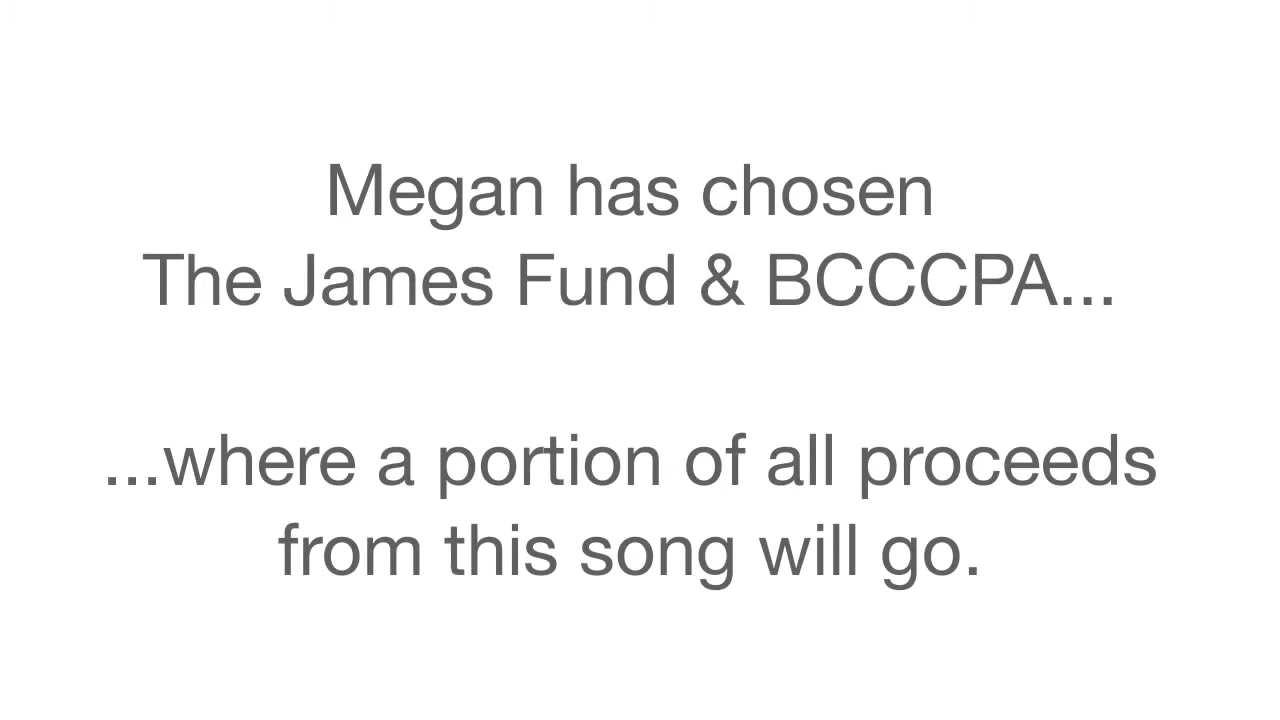 Megan has chosen
The James Fund & BCCCPA...
...where a portion of all proceeds
from this song will go.